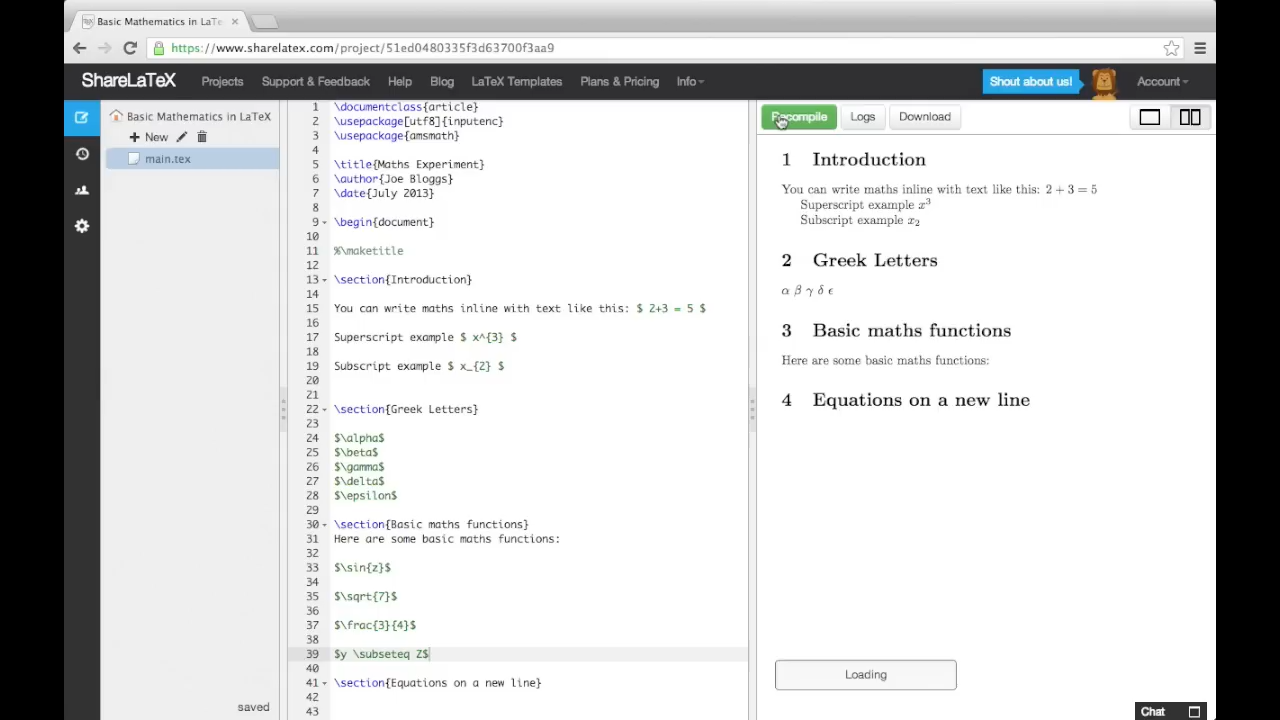 Basic Mathematics in LaTe
https://www.sharelatex.com/project/51ed0480335f3d63700f3aa9
ShareLaTeX Projects Support & Feedback Help Blog LaTeX Templates Plans & Pricing Info Shout about us! Account
Basic Mathematics in LaTeX
New
main.tex
saved
1 \documentclass{article}
2 \usepackage[utf8]{inputenc}
3 \usepackage{amsmath}
4
5 \title{Maths Experiment}
6 \author{Joe Bloggs}
7 \date{July 2013}
8
9 \begin{document}
10
11 %\maketitle
12
13 \section{Introduction}
14
15 You can write maths inline with text like this: $ 2+3 = 5 $
16
17 Superscript example $ x^{3} $
18
19 Subscript example $ x_{2} $
20
21
22 \section{Greek Letters}
23
24 $\alpha$
25 $\beta$
26 $\gamma$
27 $\delta$
28 $\epsilon$
29
30 \section{Basic maths functions}
31 Here are some basic maths functions:
32
33 $\sin{z}$
34
35 $\sqrt{7}$
36
37 $\frac{3}{4}$
38
39 $y \subseteq Z$
40
41 \section{Equations on a new line}
42
43
Recompile Logs Download
1 Introduction
You can write maths inline with text like this: 2 + 3 = 5
Superscript example x³
Subscript example x₂
2 Greek Letters
α β γ δ ϵ
3 Basic maths functions
Here are some basic maths functions:
4 Equations on a new line
Loading
Chat